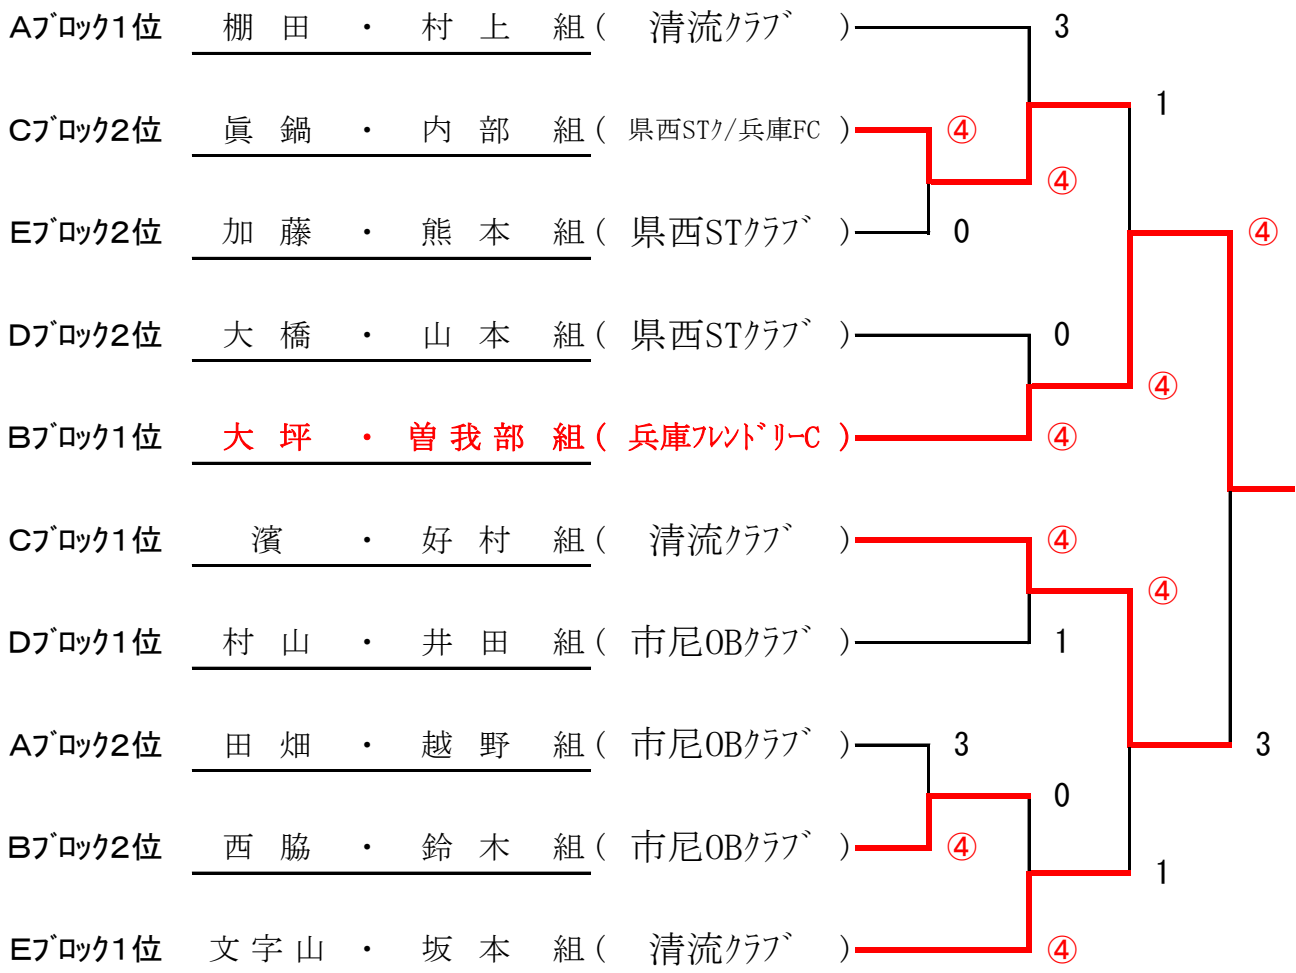 Aブロック1位 棚田・村上 組( 清流クラブ ) 3
1
Cブロック2位 眞鍋・内部 組( 県西STク/兵庫FC ) ④
④
Eブロック2位 加藤・熊本 組( 県西STクラブ ) 0 ④
Dブロック2位 大橋・山本 組( 県西STクラブ ) 0
④
Bブロック1位 大坪・曽我部 組( 兵庫フレンドリーC ) ④
Cブロック1位 濱・好村 組( 清流クラブ ) ④
④
Dブロック1位 村山・井田 組( 市尼OBクラブ ) 1
Aブロック2位 田畑・越野 組( 市尼OBクラブ ) 3 3
0
Bブロック2位 西脇・鈴木 組( 市尼OBクラブ ) ④
1
Eブロック1位 文字山・坂本 組( 清流クラブ ) ④